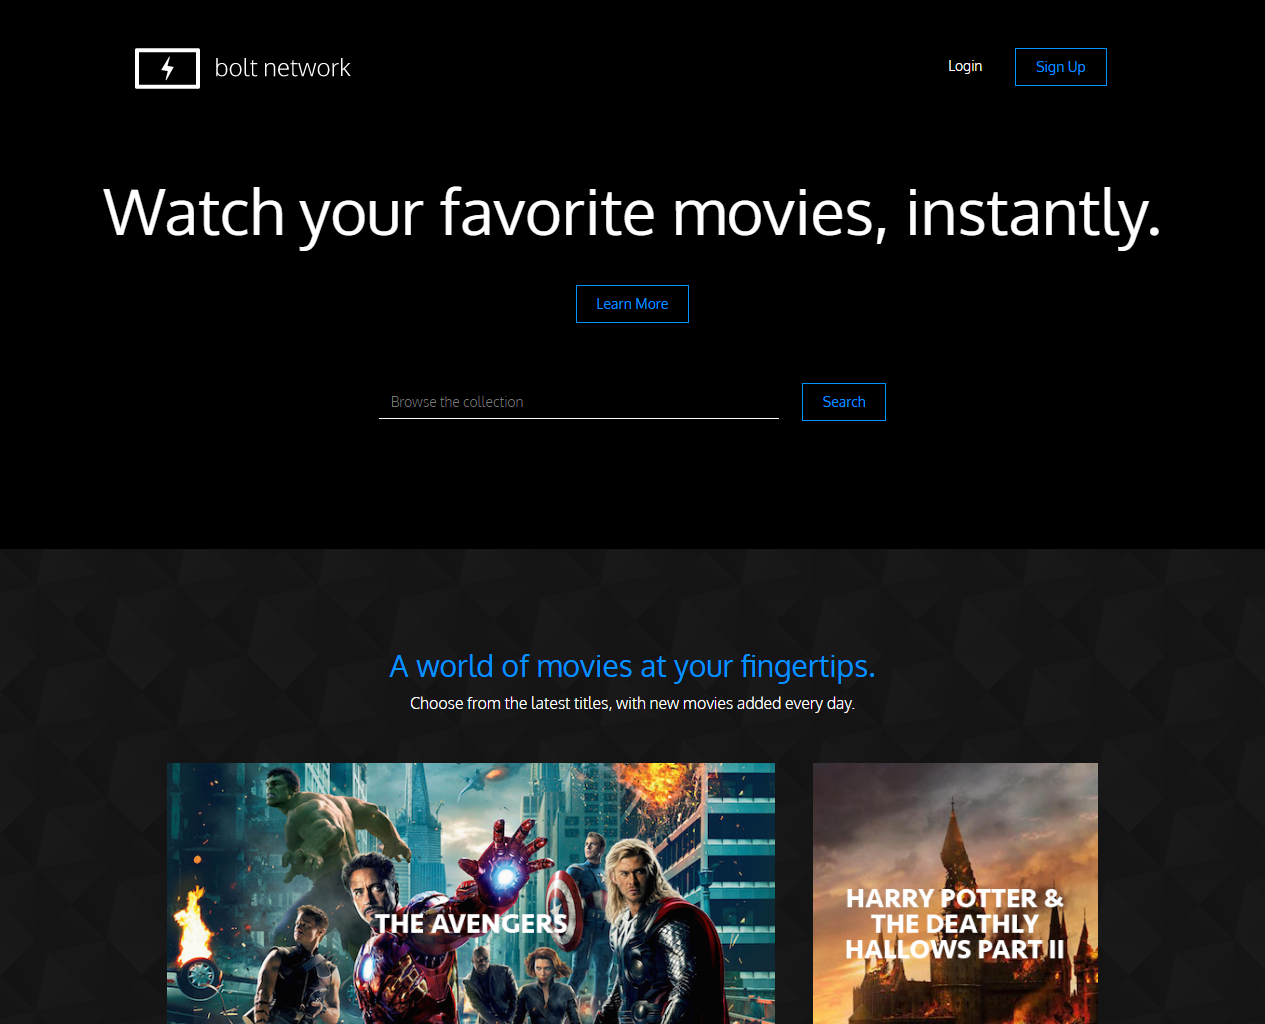 bolt network
Login
Sign Up
Watch your favorite movies, instantly.
Learn More
Browse the collection
Search
A world of movies at your fingertips.
Choose from the latest titles, with new movies added every day.
THE AVENGERS
HARRY POTTER &
THE DEATHLY
HALLOWS PART II